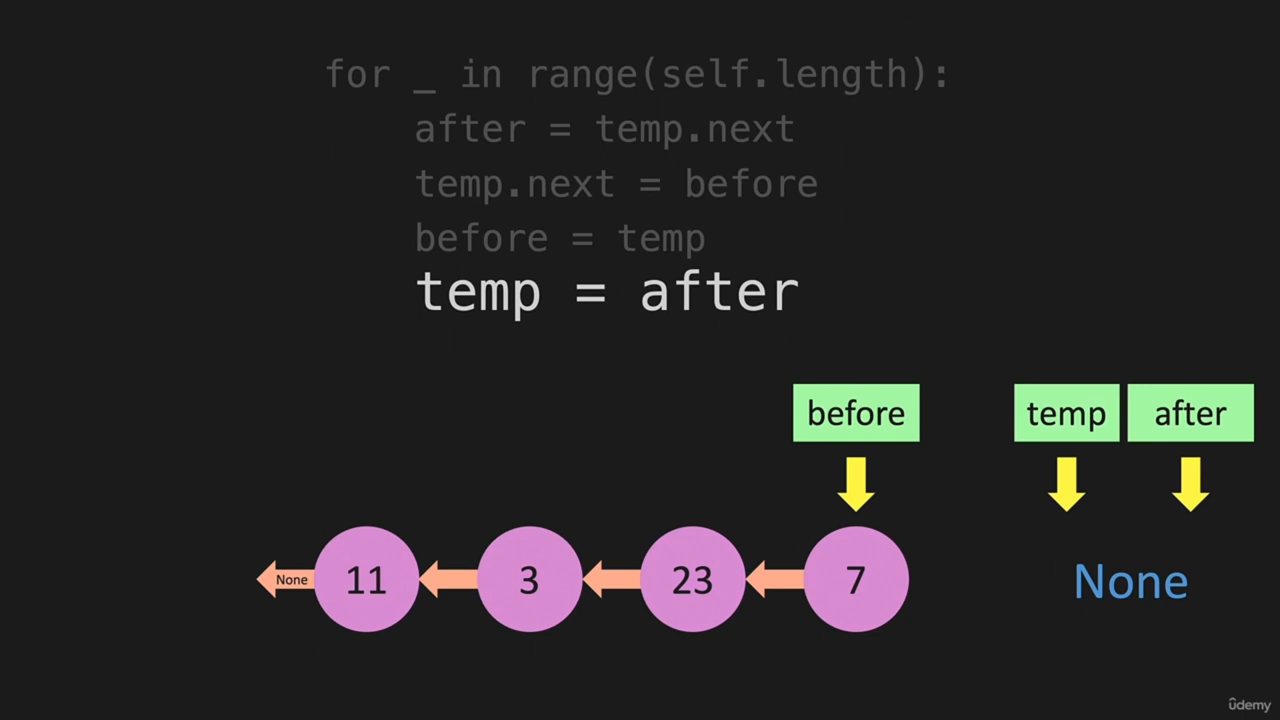 for _ in range(self.length):
    after = temp.next
    temp.next = before
    before = temp
    temp = after
before temp after
None 11 3 23 7 None
ûdemy